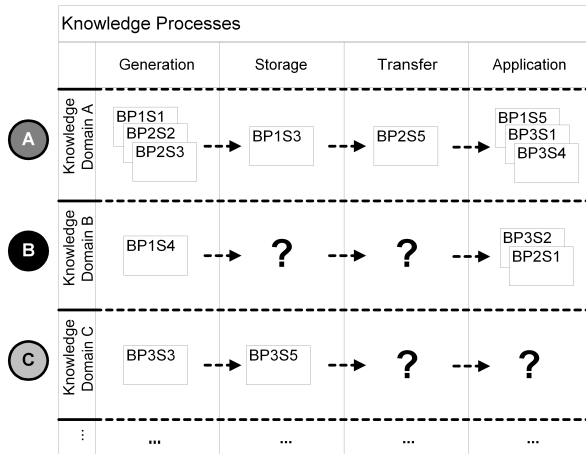 Knowledge Processes
Generation Storage Transfer Application
A
Knowledge
Domain A
BP1S1
BP2S2
BP2S3
BP1S3
BP2S5
BP1S5
BP3S1
BP3S4
B
Knowledge
Domain B
BP1S4
?
?
BP3S2
BP2S1
C
Knowledge
Domain C
BP3S3
BP3S5
?
?
... ... ... ... ...